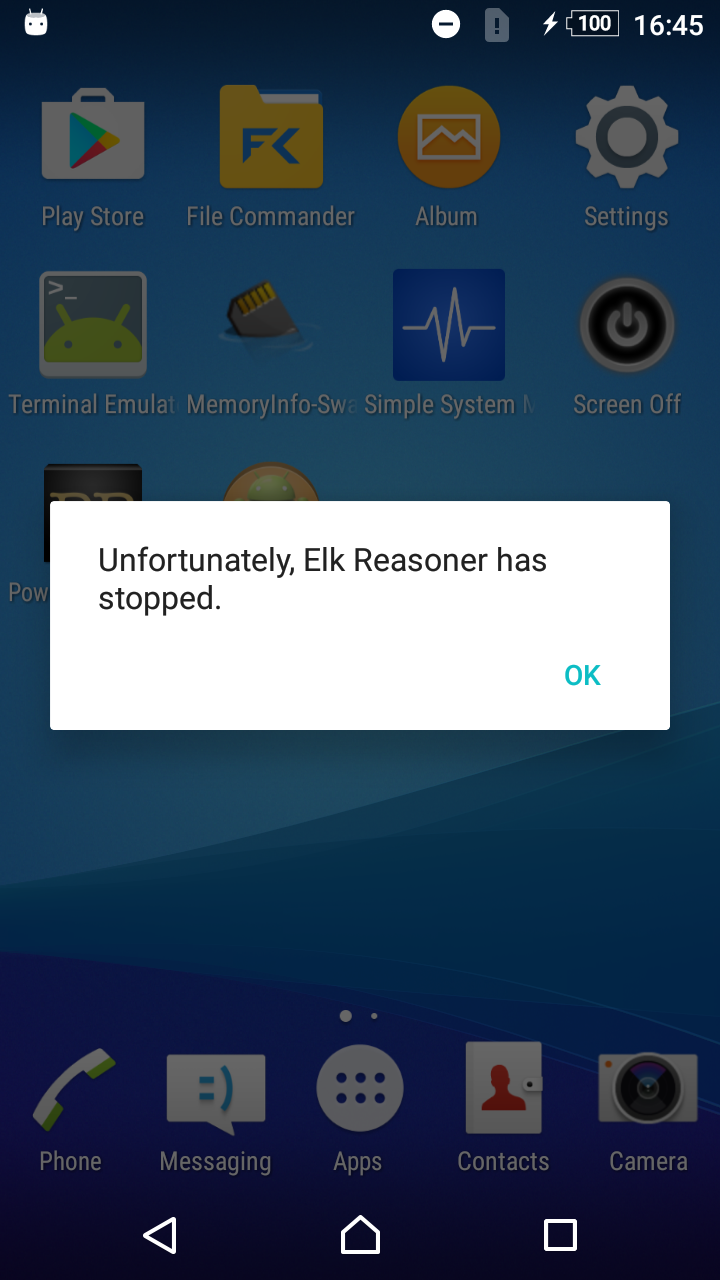 100 16:45
Play Store File Commander Album Settings
>_
Terminal Emulat MemoryInfo-Swa Simple System M Screen Off
Pow
Unfortunately, Elk Reasoner has
stopped.
OK
Phone Messaging Apps Contacts Camera